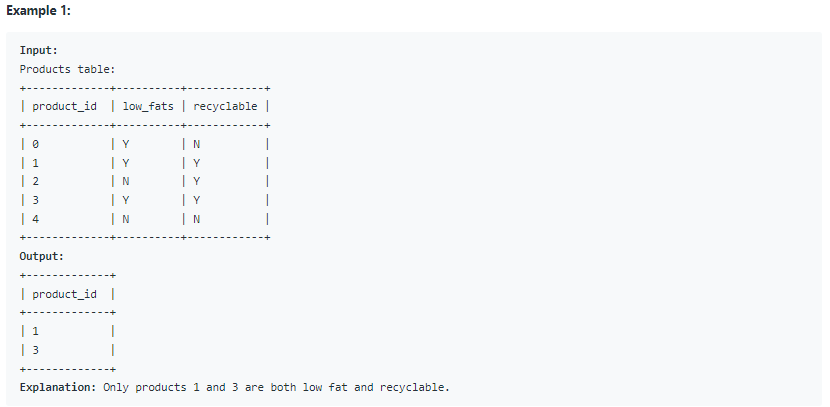 Example 1:
Input:
Products table:
+-------------+----------+------------+
| product_id  | low_fats | recyclable |
+-------------+----------+------------+
| 0           | Y        | N          |
| 1           | Y        | Y          |
| 2           | N        | Y          |
| 3           | Y        | Y          |
| 4           | N        | N          |
+-------------+----------+------------+
Output:
+-------------+
| product_id  |
+-------------+
| 1           |
| 3           |
+-------------+
Explanation: Only products 1 and 3 are both low fat and recyclable.